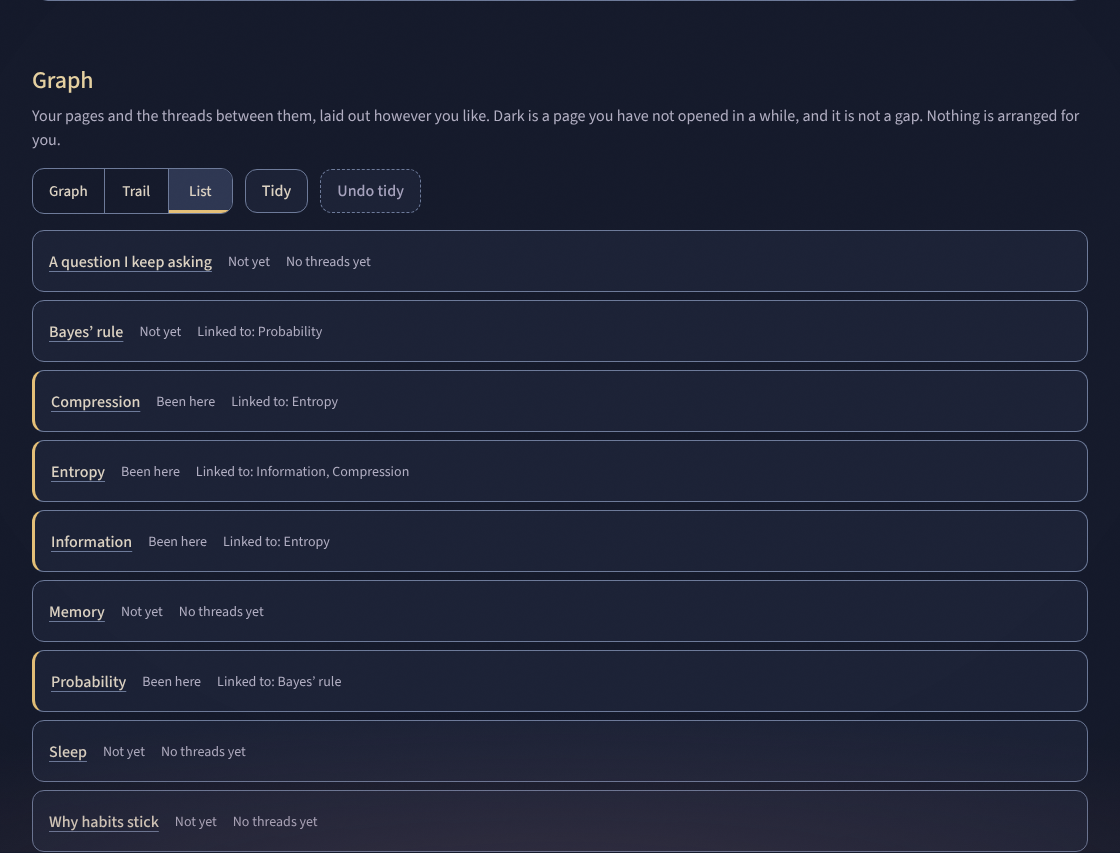 Graph
Your pages and the threads between them, laid out however you like. Dark is a page you have not opened in a while, and it is not a gap. Nothing is arranged for
you.
Graph Trail List Tidy Undo tidy
A question I keep asking Not yet No threads yet
Bayes’ rule Not yet Linked to: Probability
Compression Been here Linked to: Entropy
Entropy Been here Linked to: Information, Compression
Information Been here Linked to: Entropy
Memory Not yet No threads yet
Probability Been here Linked to: Bayes’ rule
Sleep Not yet No threads yet
Why habits stick Not yet No threads yet